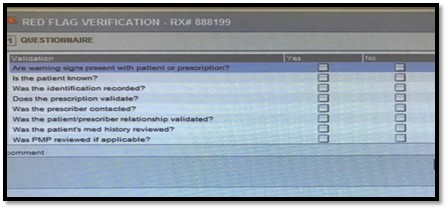 RED FLAG VERIFICATION - RX# 888199
1 QUESTIONNAIRE
Validation Yes No
Are warning signs present with patient or prescription?
Is the patient known?
Was the identification recorded?
Does the prescription validate?
Was the prescriber contacted?
Was the patient/prescriber relationship validated?
Was the patient's med history reviewed?
Was PMP reviewed if applicable?
comment